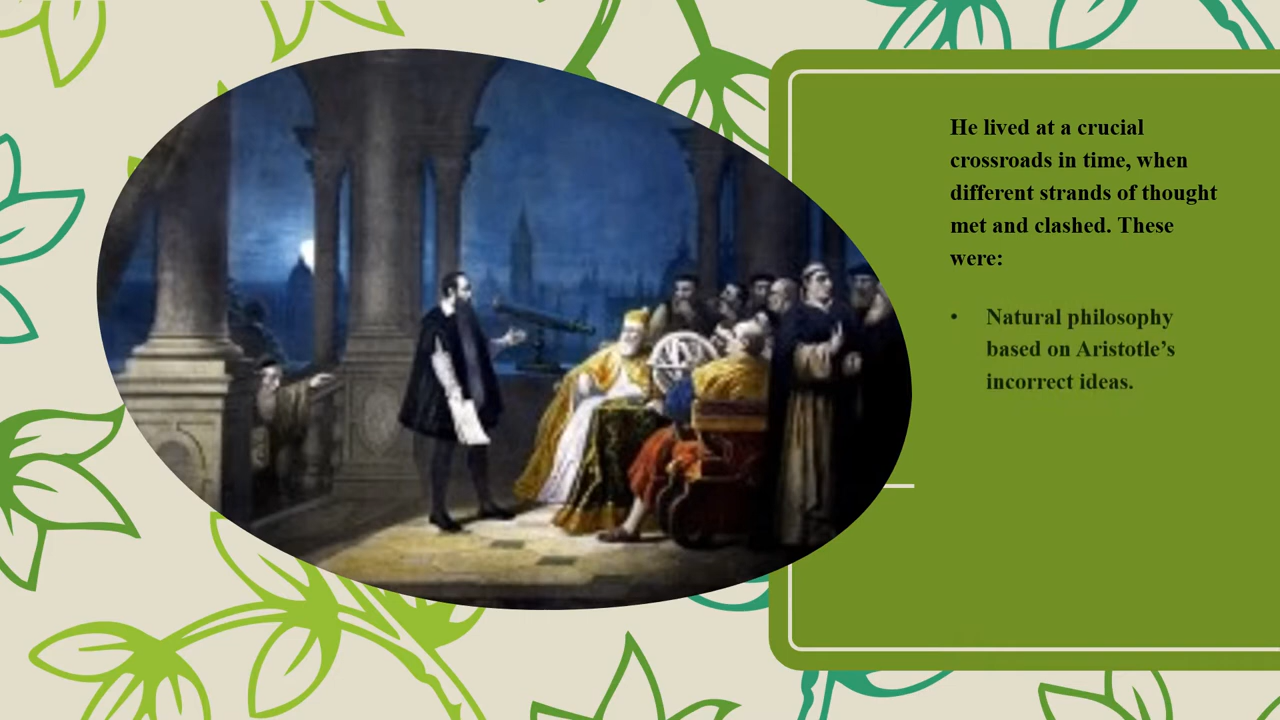 He lived at a crucial
crossroads in time, when
different strands of thought
met and clashed. These
were:
• Natural philosophy
based on Aristotle’s
incorrect ideas.